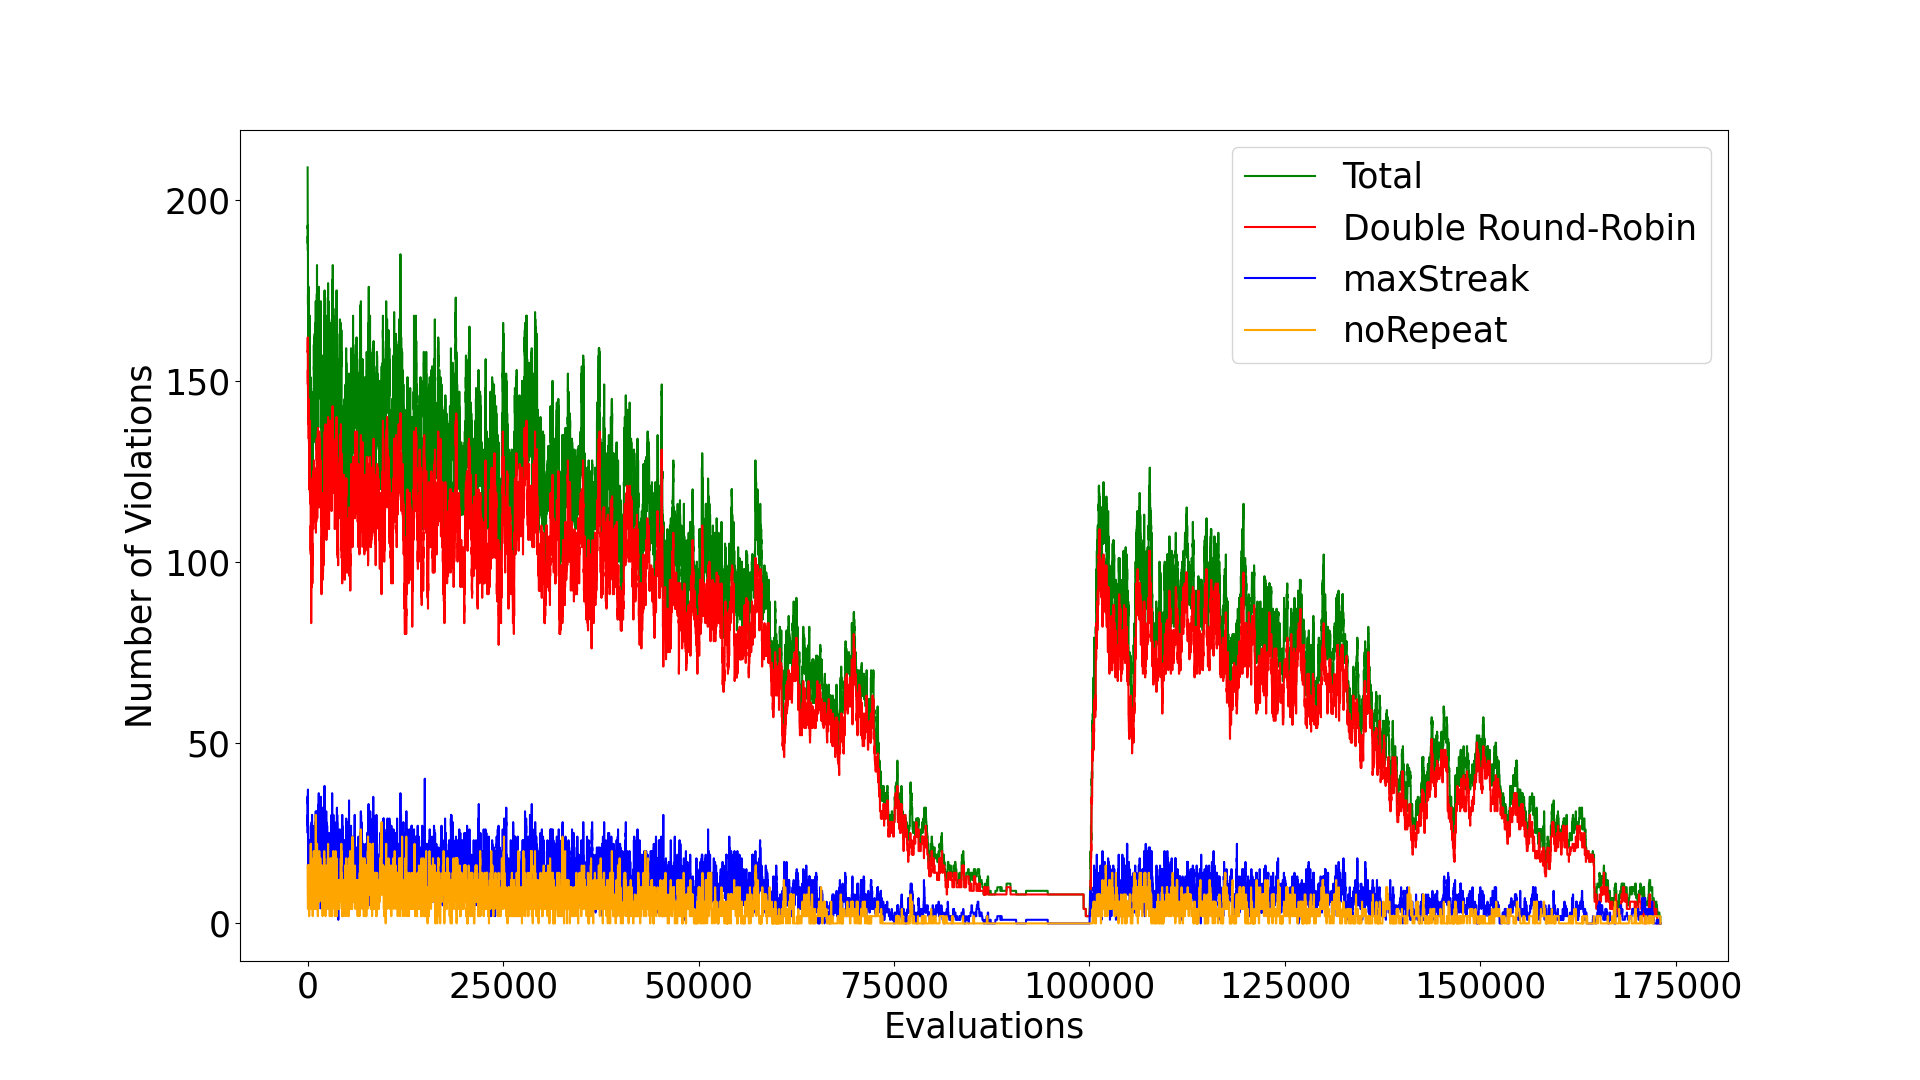 Total
Double Round-Robin
maxStreak
noRepeat
200
150
100
50
0
Number of Violations
0 25000 50000 75000 100000 125000 150000 175000
Evaluations